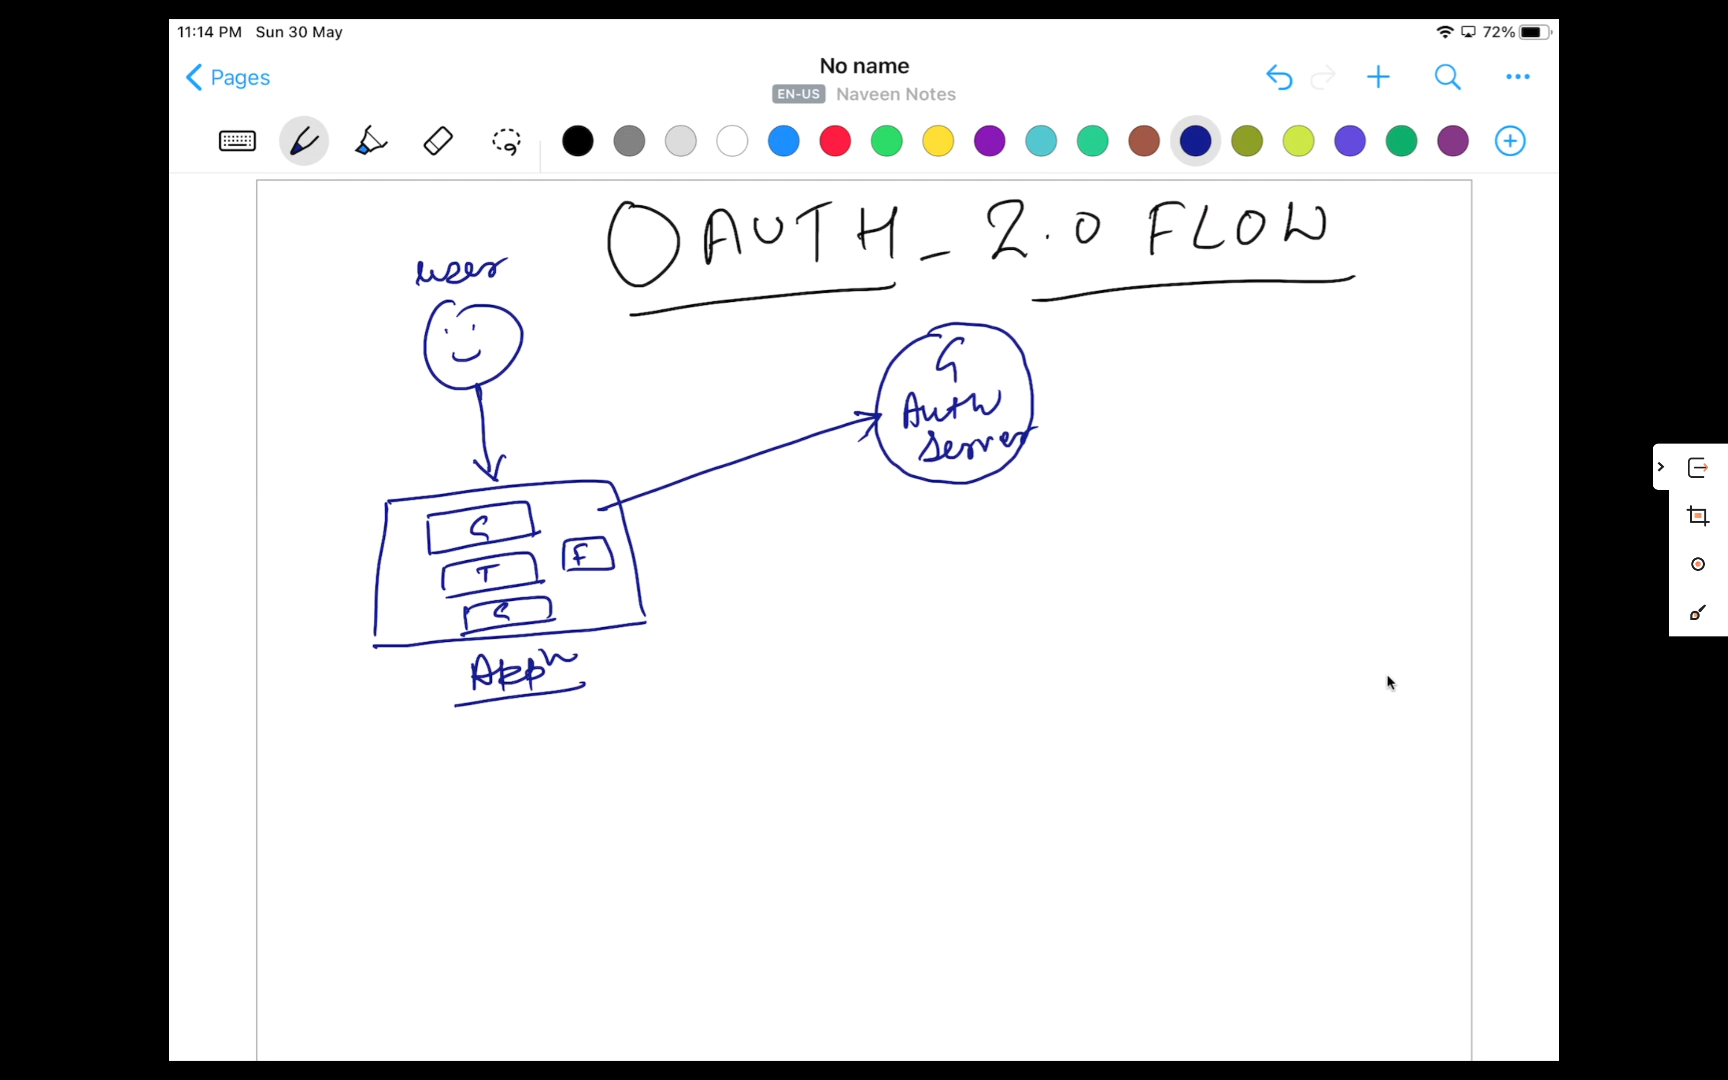 11:14 PM Sun 30 May
72%
Pages
No name
EN-US Naveen Notes
OAUTH_2.0 FLOW
user
G
Auth
Server
G
T
F
G
Appn